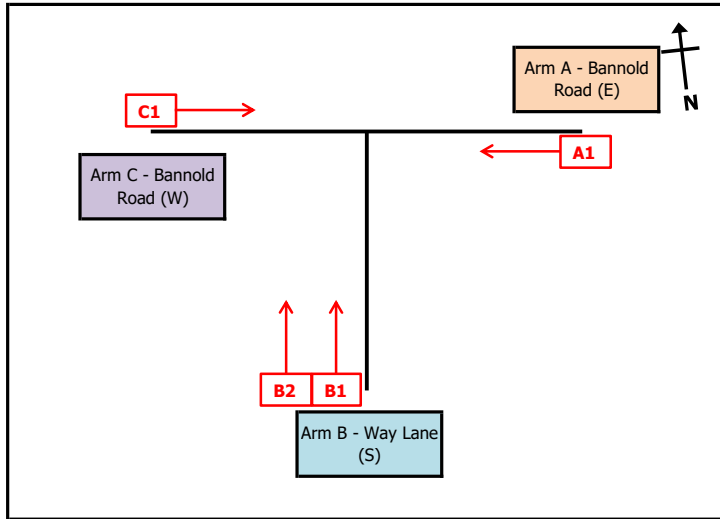 Arm A - Bannold
Road (E)
N
C1
A1
Arm C - Bannold
Road (W)
B2
B1
Arm B - Way Lane
(S)